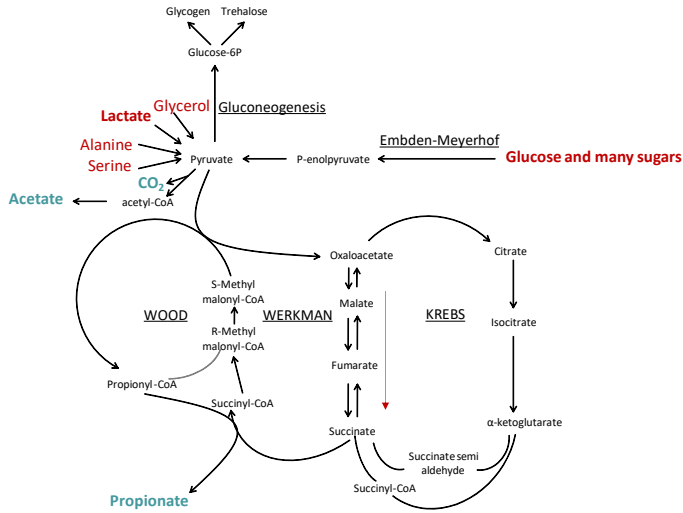 Glycogen Trehalose
Glucose-6P
Glycerol Gluconeogenesis
Lactate
Embden-Meyerhof
Alanine
Pyruvate P-enolpyruvate Glucose and many sugars
Serine
CO₂
Acetate acetyl-CoA
Oxaloacetate Citrate
S-Methyl
malonyl-CoA
Malate
WOOD WERKMAN KREBS
Isocitrate
R-Methyl
malonyl-CoA
Fumarate
Propionyl-CoA
Succinyl-CoA
α-ketoglutarate
Succinate
Succinate semi
aldehyde
Succinyl-CoA
Propionate